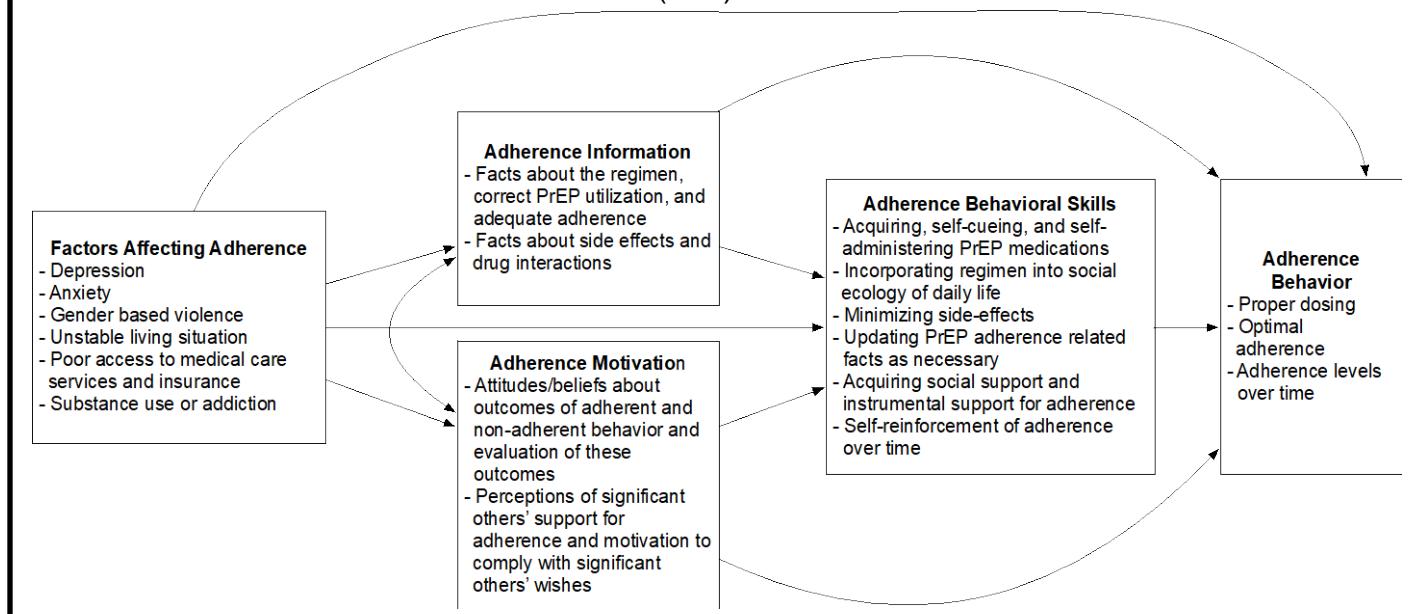 Factors Affecting Adherence
- Depression
- Anxiety
- Gender based violence
- Unstable living situation
- Poor access to medical care
services and insurance
- Substance use or addiction
Adherence Information
- Facts about the regimen,
correct PrEP utilization, and
adequate adherence
- Facts about side effects and
drug interactions
Adherence Motivation
- Attitudes/beliefs about
outcomes of adherent and
non-adherent behavior and
evaluation of these
outcomes
- Perceptions of significant
others' support for
adherence and motivation to
comply with significant
others' wishes
Adherence Behavioral Skills
- Acquiring, self-cueing, and self-
administering PrEP medications
- Incorporating regimen into social
ecology of daily life
- Minimizing side-effects
- Updating PrEP adherence related
facts as necessary
- Acquiring social support and
instrumental support for adherence
- Self-reinforcement of adherence
over time
Adherence
Behavior
- Proper dosing
- Optimal
adherence
- Adherence levels
over time